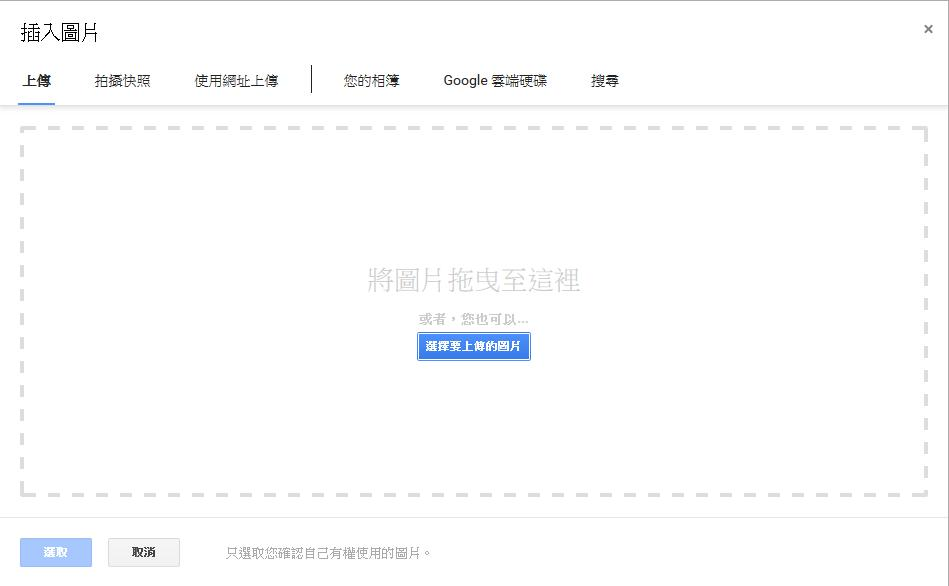 插入圖片
×
上傳 拍攝快照 使用網址上傳 您的相簿 Google 雲端硬碟 搜尋
將圖片拖曳至這裡
或者，您也可以...
選擇要上傳的圖片
選取 取消 只選取您確認自己有權使用的圖片。